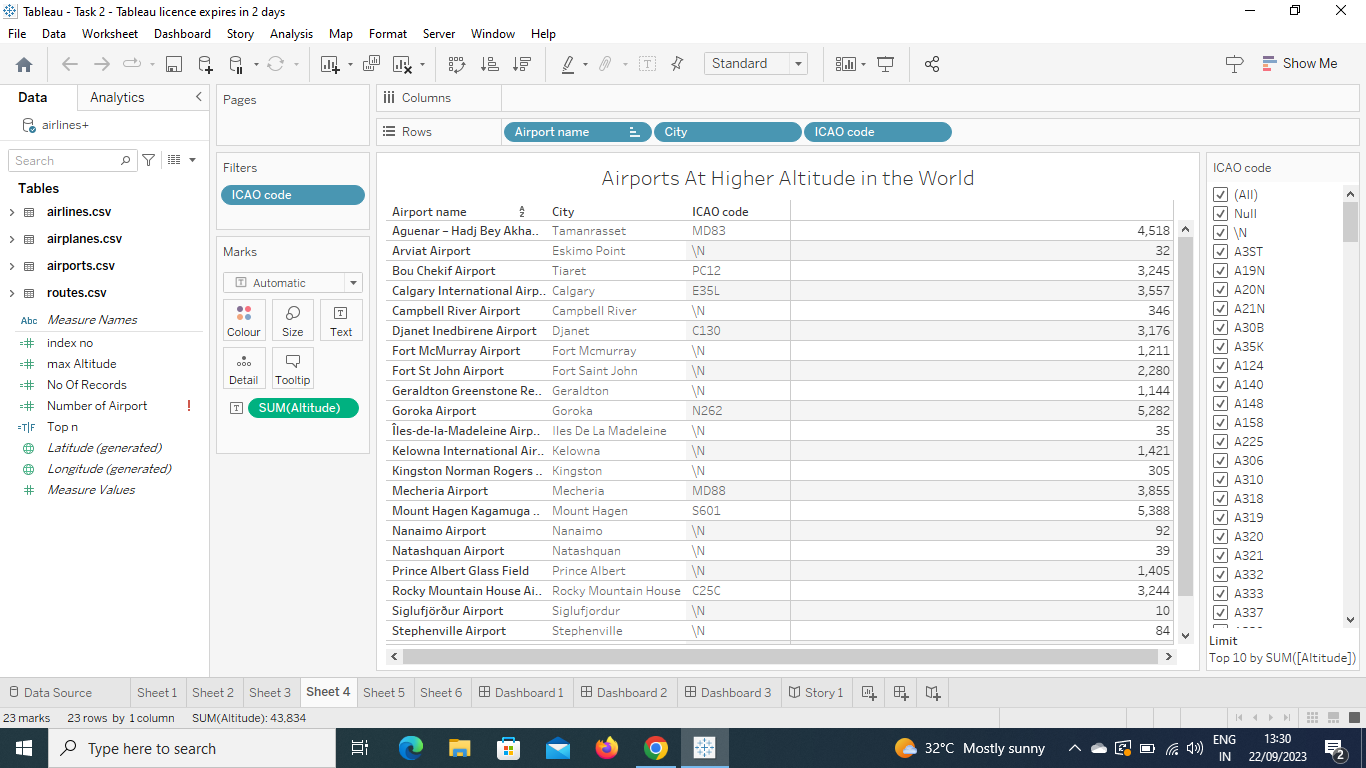 Tableau - Task 2 - Tableau licence expires in 2 days
File Data Worksheet Dashboard Story Analysis Map Format Server Window Help
Standard
Show Me
Data Analytics
airlines+
Search
Tables
airlines.csv
airplanes.csv
airports.csv
routes.csv
Abc Measure Names
index no
max Altitude
No Of Records
Number of Airport !
Top n
Latitude (generated)
Longitude (generated)
Measure Values
Pages
Filters
ICAO code
Marks
Automatic
Colour Size Text
Detail Tooltip
SUM(Altitude)
Columns
Rows Airport name City ICAO code
Airports At Higher Altitude in the World
Airport name City ICAO code
Aguenar – Hadj Bey Akha.. Tamanrasset MD83 4,518
Arviat Airport Eskimo Point \N 32
Bou Chekif Airport Tiaret PC12 3,245
Calgary International Airp.. Calgary E35L 3,557
Campbell River Airport Campbell River \N 346
Djanet Inedbirene Airport Djanet C130 3,176
Fort McMurray Airport Fort Mcmurray \N 1,211
Fort St John Airport Fort Saint John \N 2,280
Geraldton Greenstone Re.. Geraldton \N 1,144
Goroka Airport Goroka N262 5,282
Îles-de-la-Madeleine Airp.. Iles De La Madeleine \N 35
Kelowna International Air.. Kelowna \N 1,421
Kingston Norman Rogers .. Kingston \N 305
Mecheria Airport Mecheria MD88 3,855
Mount Hagen Kagamuga .. Mount Hagen S601 5,388
Nanaimo Airport Nanaimo \N 92
Natashquan Airport Natashquan \N 39
Prince Albert Glass Field Prince Albert \N 1,405
Rocky Mountain House Ai.. Rocky Mountain House C25C 3,244
Siglufjörður Airport Siglufjordur \N 10
Stephenville Airport Stephenville \N 84
ICAO code
(All)
Null
\N
A3ST
A19N
A20N
A21N
A30B
A35K
A124
A140
A148
A158
A225
A306
A310
A318
A319
A320
A321
A332
A333
A337
Limit
Top 10 by SUM([Altitude])
Data Source Sheet 1 Sheet 2 Sheet 3 Sheet 4 Sheet 5 Sheet 6 Dashboard 1 Dashboard 2 Dashboard 3 Story 1
23 marks 23 rows by 1 column SUM(Altitude): 43,834
Type here to search
32°C Mostly sunny
ENG
IN
13:30
22/09/2023
2